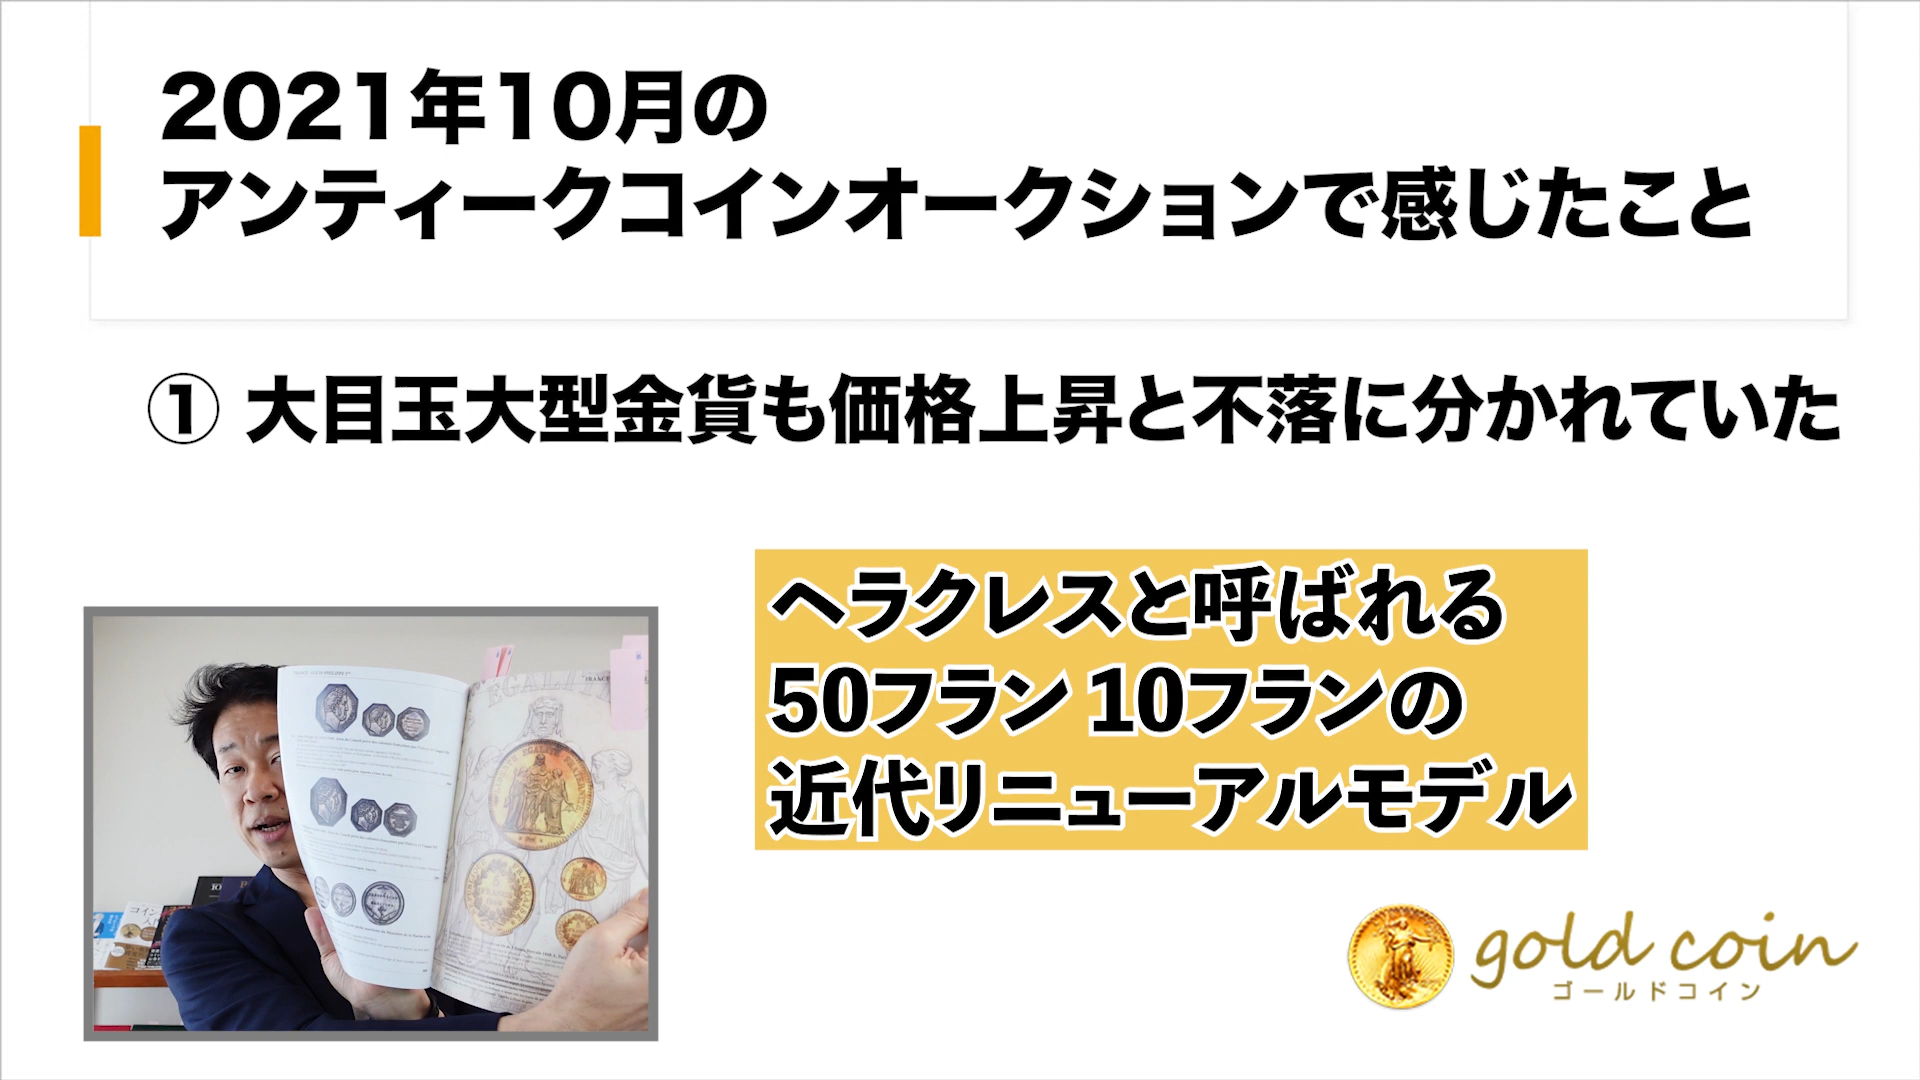 2021年10月の
アンティークコインオークションで感じたこと
① 大目玉大型金貨も価格上昇と不落に分かれていた
ヘラクレスと呼ばれる
50フラン 10フランの
近代リニューアルモデル
EGALITE
コイン
gold coin
ゴールドコイン